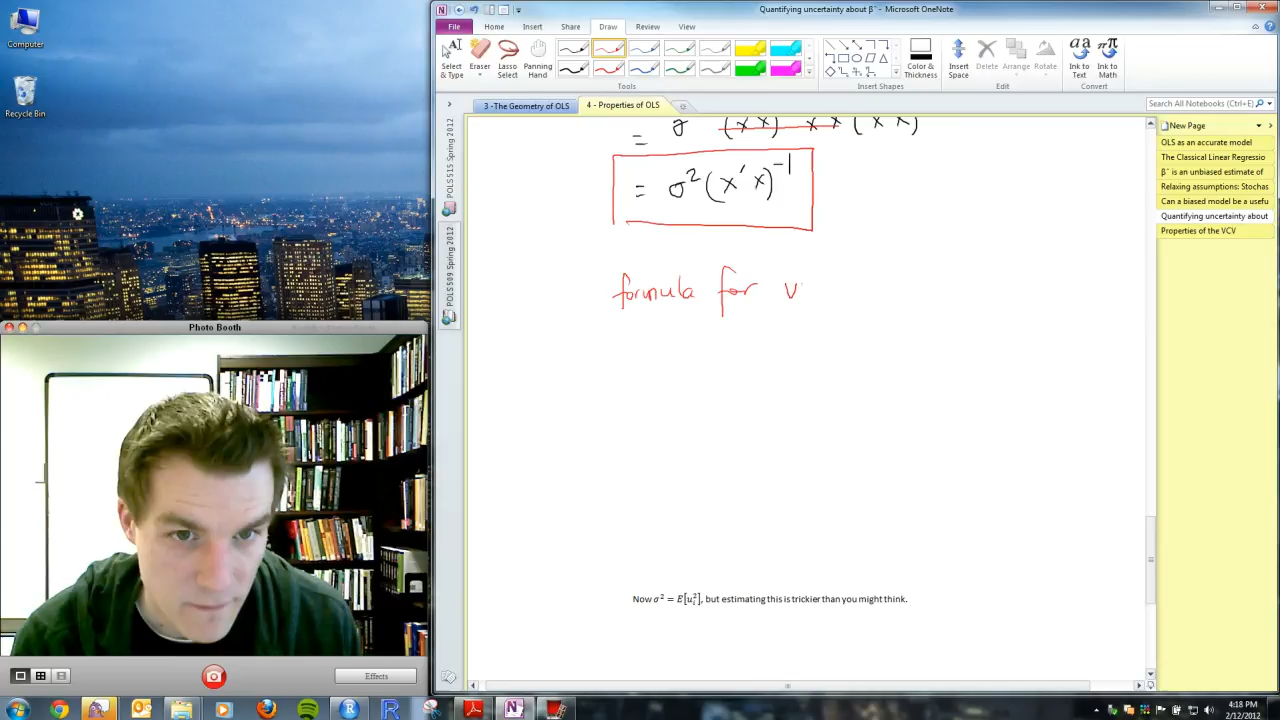 Quantifying uncertainty about β^ - Microsoft OneNote
File Home Insert Share Draw Review View
Select & Type
Eraser
Lasso Select
Panning Hand
Color & Thickness
Insert Space
Delete
Arrange
Rotate
Ink to Text
Ink to Math
Tools
Insert Shapes
Edit
Convert
Computer
Recycle Bin
3 -The Geometry of OLS
4 - Properties of OLS
Search All Notebooks (Ctrl+E)
POLS 515 Spring 2012
POLS 509 Spring 2012
New Page
OLS as an accurate model
The Classical Linear Regressio
β^ is an unbiased estimate of
Relaxing assumptions: Stochas
Can a biased model be a usefu
Quantifying uncertainty about
Properties of the VCV
= σ² (x'x)⁻¹
formula for v
Now σ² = E[uᵢ²], but estimating this is trickier than you might think.
Photo Booth
Effects
4:18 PM
2/12/2012